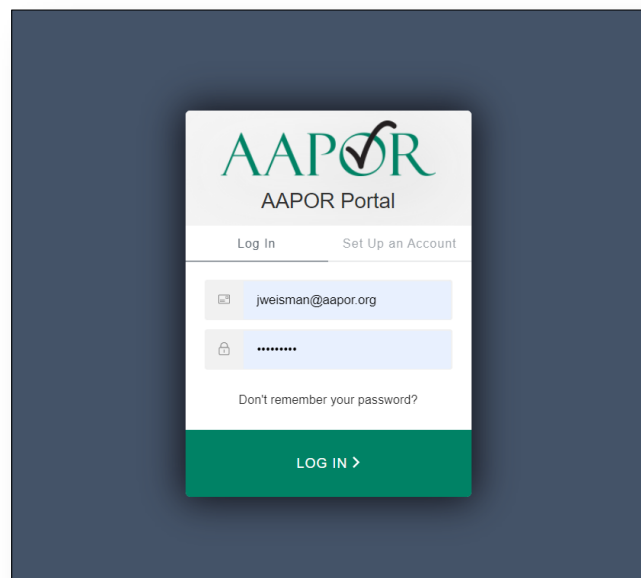 AAPOR
AAPOR Portal
Log In Set Up an Account
jweisman@aapor.org
•••••••••
Don't remember your password?
LOG IN >